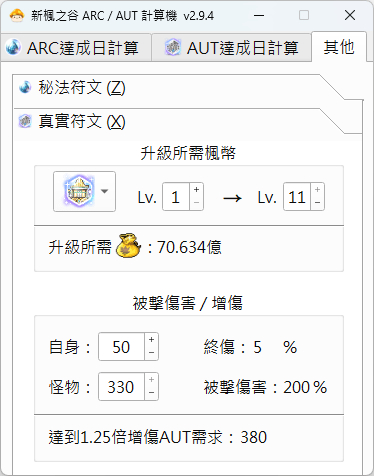 新楓之谷 ARC / AUT 計算機 v2.9.4
ARC達成日計算 AUT達成日計算 其他
秘法符文 (Z)
真實符文 (X)
升級所需楓幣
Lv. 1 → Lv. 11
升級所需 : 70.634億
被擊傷害 / 增傷
自身 : 50 終傷 : 5 %
怪物 : 330 被擊傷害 : 200 %
達到1.25倍增傷AUT需求 : 380